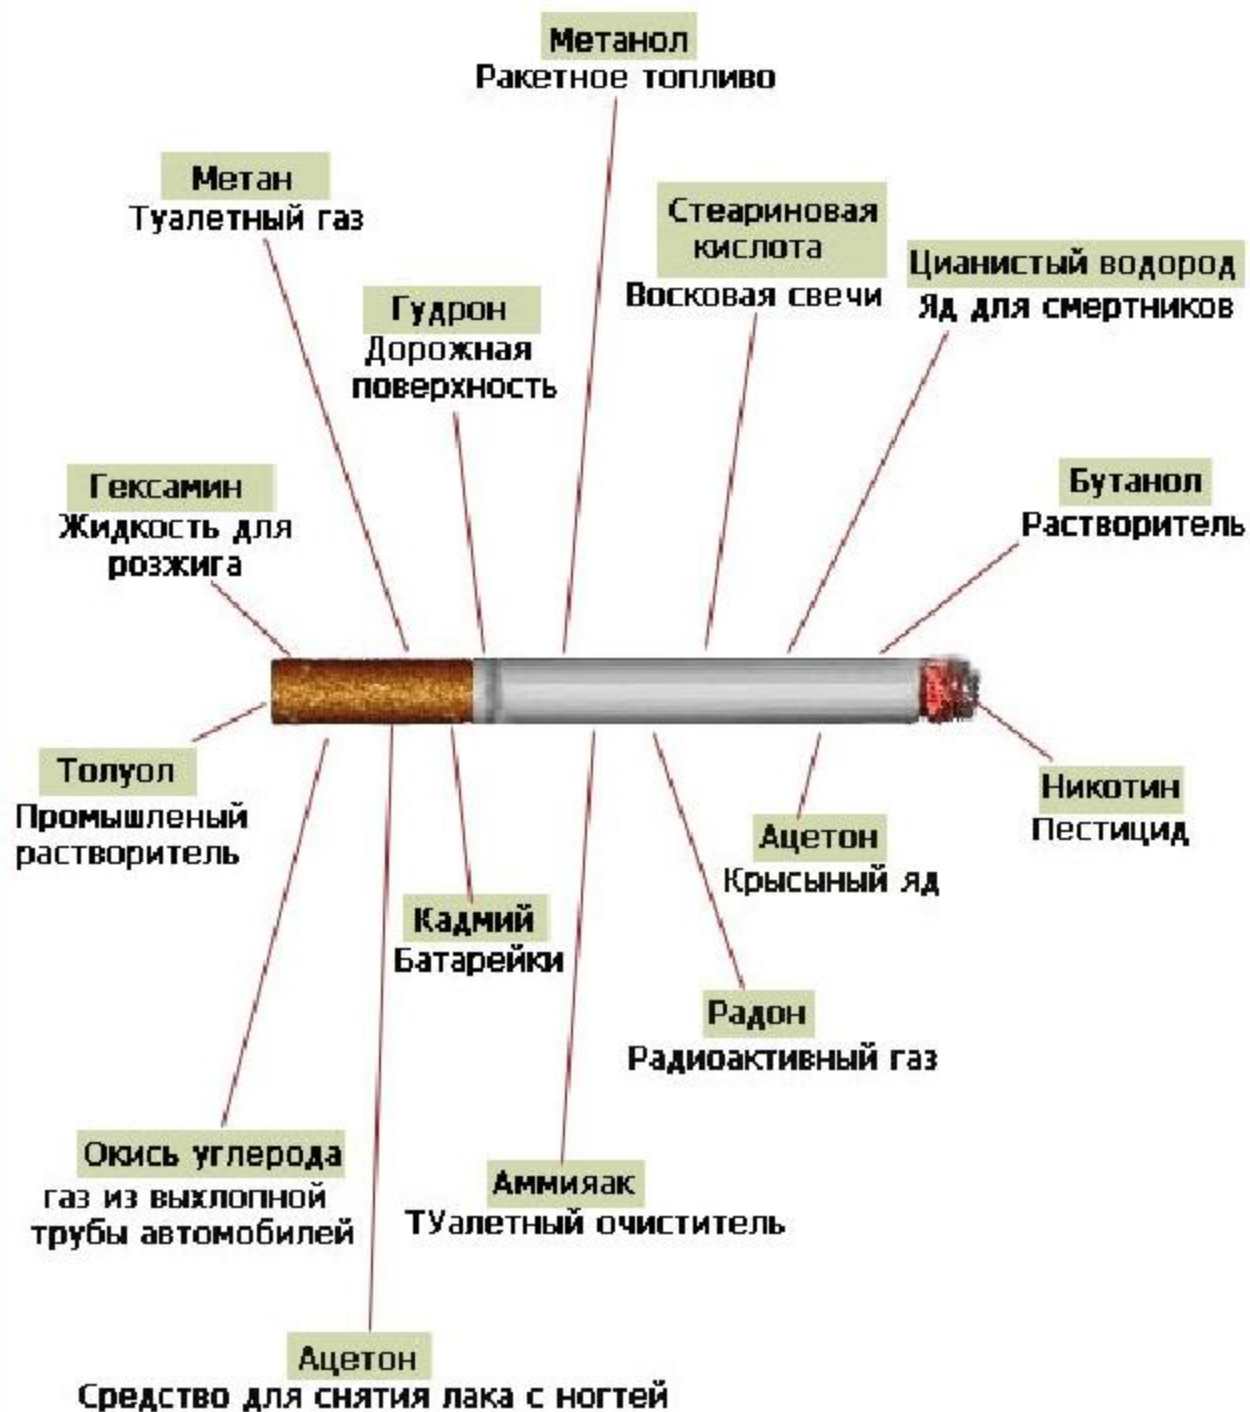 Метанол
Ракетное топливо
Метан
Туалетный газ
Стеариновая
кислота
Восковая свечи
Цианистый водород
Яд для смертников
Гудрон
Дорожная
поверхность
Гексамин
Жидкость для
розжига
Бутанол
Растворитель
Толуол
Промышленый
растворитель
Никотин
Пестицид
Ацетон
Крысыный яд
Кадмий
Батарейки
Радон
Радиоактивный газ
Окись углерода
газ из выхлопной
трубы автомобилей
Аммияак
ТУалетный очиститель
Ацетон
Средство для снятия лака с ногтей